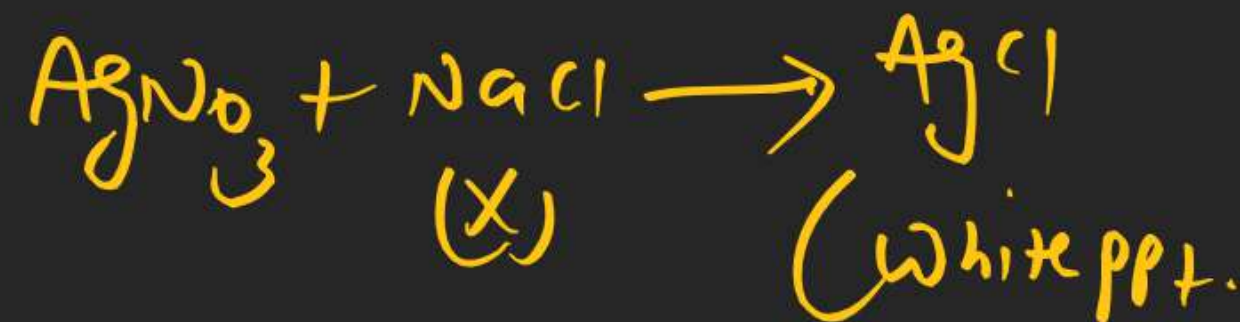 AgNO3 + NaCl → AgCl
(X) (White ppt.